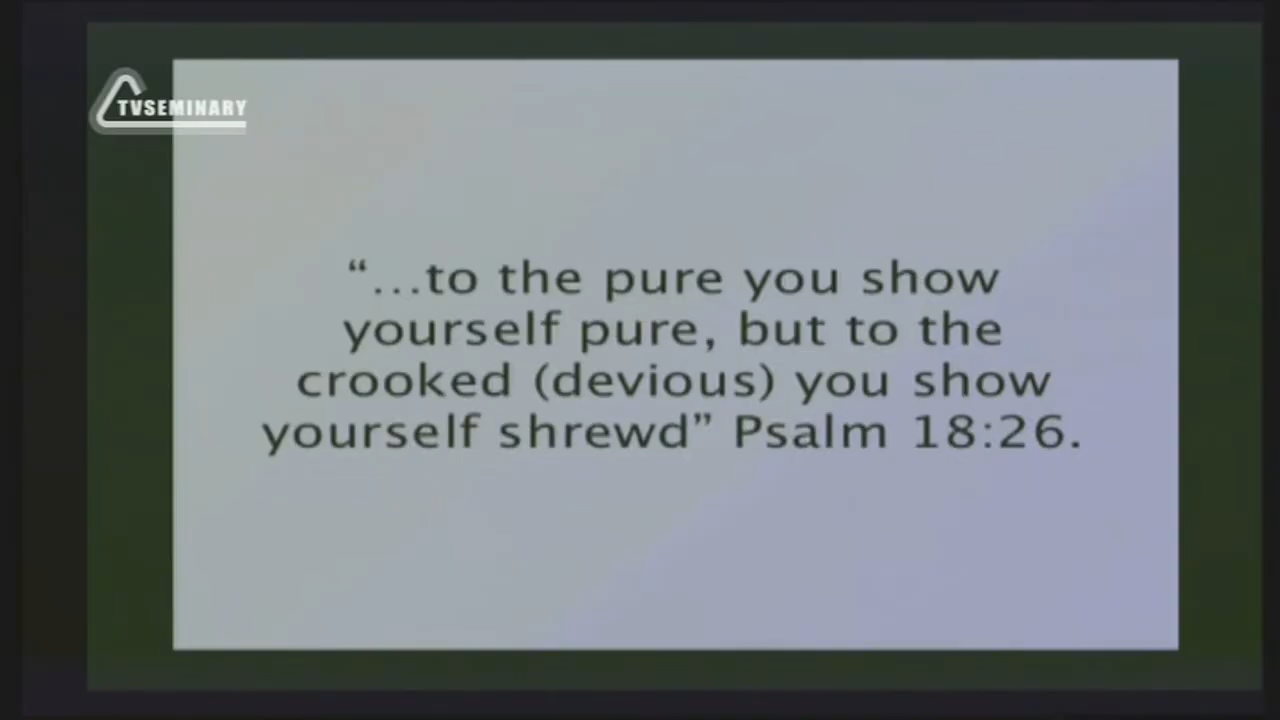 TVSEMINARY
“...to the pure you show
yourself pure, but to the
crooked (devious) you show
yourself shrewd” Psalm 18:26.